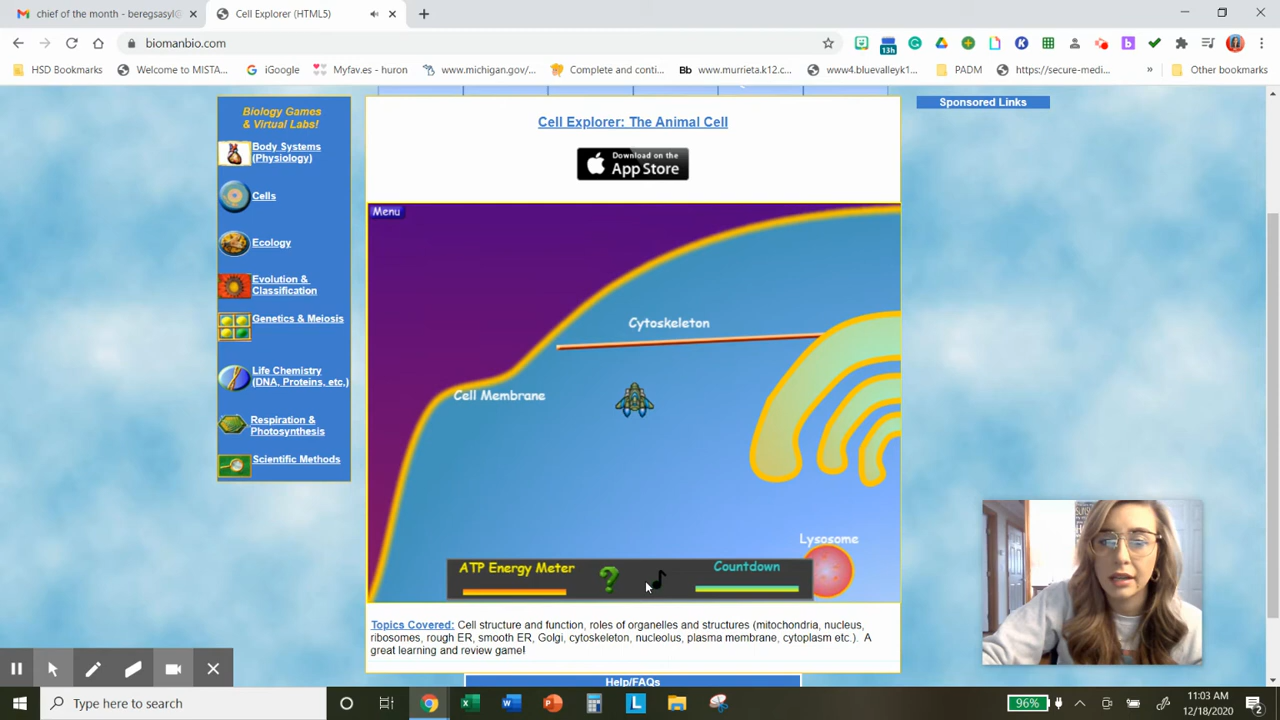 chief of the month - beregsasyl@
Cell Explorer (HTML5)
biomanbio.com
13h
HSD Bookmarks
Welcome to MISTA...
iGoogle
Myfav.es - huron
www.michigan.gov/...
Complete and conti...
Bb www.murrieta.k12.c...
www4.bluevalleyk1...
PADM
https://secure-medi...
»
Other bookmarks
Biology Games
& Virtual Labs!
Body Systems
(Physiology)
Cells
Ecology
Evolution &
Classification
Genetics & Meiosis
Life Chemistry
(DNA, Proteins, etc.)
Respiration &
Photosynthesis
Scientific Methods
Cell Explorer: The Animal Cell
Download on the
App Store
Sponsored Links
Menu
Cytoskeleton
Cell Membrane
Lysosome
ATP Energy Meter
?
Countdown
Topics Covered: Cell structure and function, roles of organelles and structures (mitochondria, nucleus,
ribosomes, rough ER, smooth ER, Golgi, cytoskeleton, nucleolus, plasma membrane, cytoplasm etc.). A
great learning and review game!
Help/FAQs
Type here to search
96%
11:03 AM
12/18/2020
2